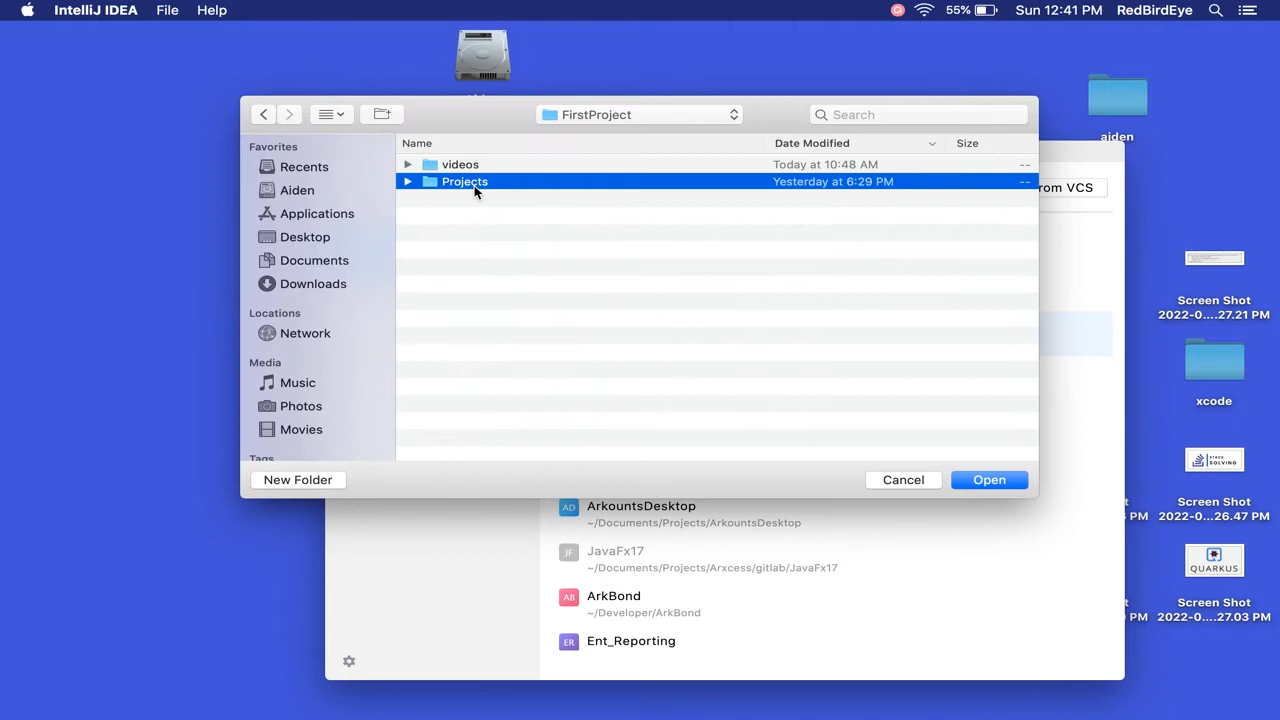 IntelliJ IDEA File Help 55% Sun 12:41 PM RedBirdEye
aiden
FirstProject Search
Favorites
Recents
Aiden
Applications
Desktop
Documents
Downloads
Locations
Network
Media
Music
Photos
Movies
Tags
Name Date Modified Size
videos Today at 10:48 AM --
Projects Yesterday at 6:29 PM --
New Folder Cancel Open
rom VCS
AD ArkountsDesktop
~/Documents/Projects/ArkountsDesktop
JF JavaFx17
~/Documents/Projects/Arxcess/gitlab/JavaFx17
AB ArkBond
~/Developer/ArkBond
ER Ent_Reporting
Screen Shot
2022-0....27.21 PM
xcode
STACK
SOLVING
Screen Shot
PM 2022-0....26.47 PM
QUARKUS
Screen Shot
PM 2022-0....27.03 PM